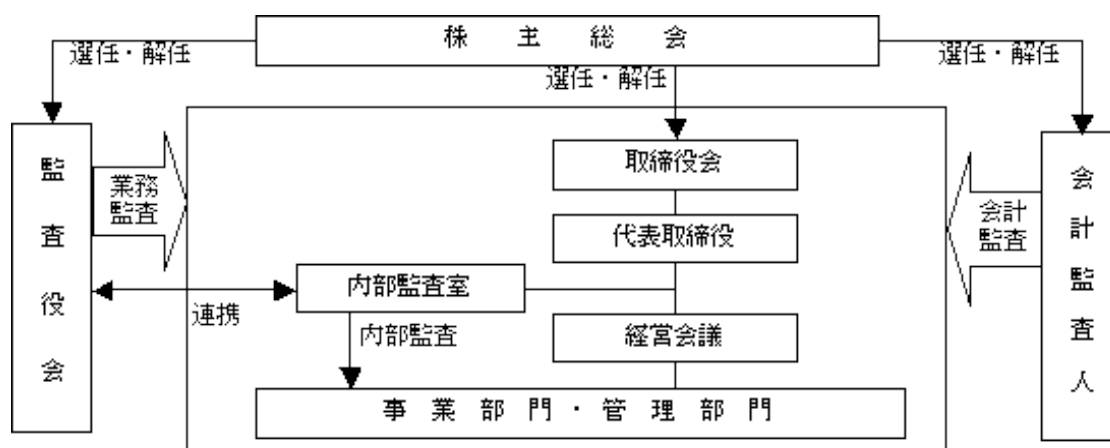 株主総会
選任・解任
選任・解任
選任・解任
監査役会
業務
監査
取締役会
代表取締役
会計
監査
会計監査人
内部監査室
連携
内部監査
経営会議
事業部門・管理部門